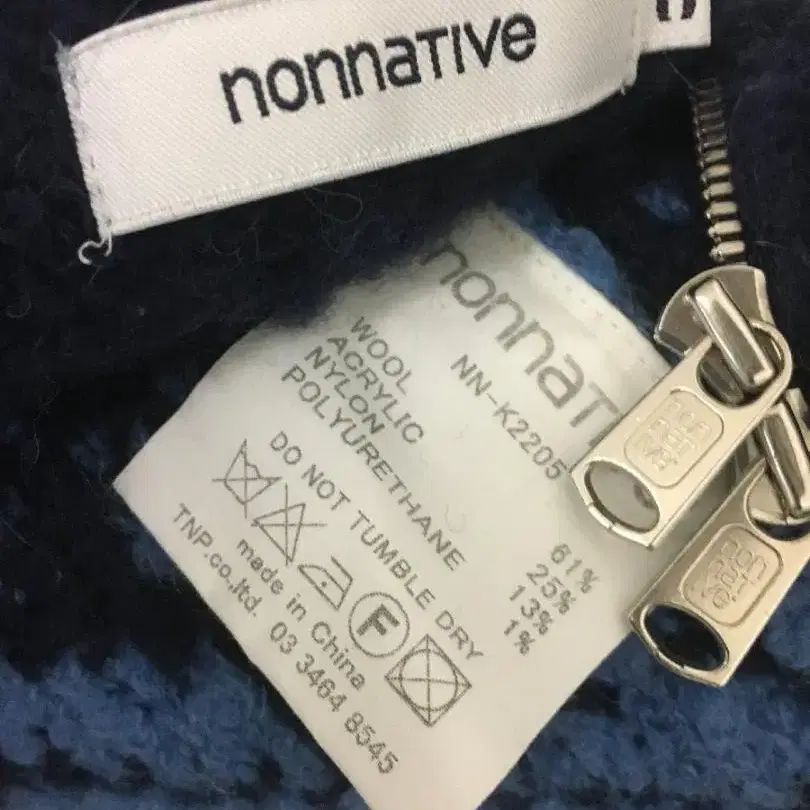 nonnaTIVe
nonnaTI
NN-K2205
WOOL 61%
ACRYLIC 25%
NYLON 13%
POLYURETHANE 1%
DO NOT TUMBLE DRY
F
made in China
TNP.co.,ltd. 03 3464 8545